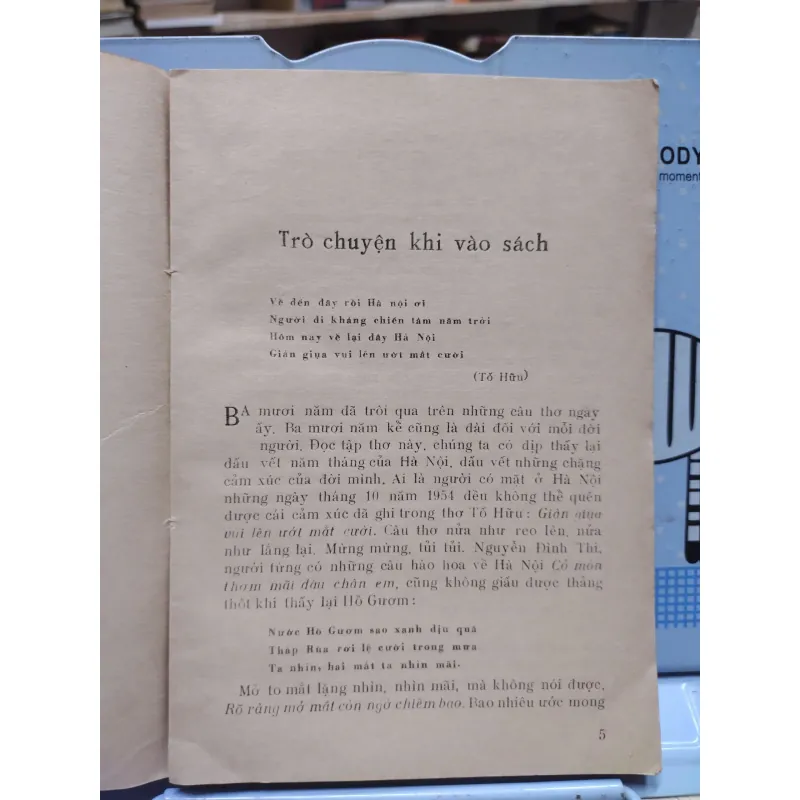 Trò chuyện khi vào sách
Về đến đây rồi Hà nội ơi
Người đi kháng chiến tám năm trời
Hôm nay về lại đây Hà Nội
Giàn giụa vui lên ướt mắt cười
(Tố Hữu)
BA mươi năm đã trôi qua trên những câu thơ ngày
ấy. Ba mươi năm kể cũng là dài đối với mỗi đời
người. Đọc tập thơ này, chúng ta có dịp thấy lại
dấu vết năm tháng của Hà Nội, dấu vết những chặng
cảm xúc của đời mình. Ai là người có mặt ở Hà Nội
những ngày tháng 10 năm 1954 đều không thể quên
được cái cảm xúc đã ghi trong thơ Tố Hữu : Giàn giụa
vui lên ướt mắt cười. Câu thơ nửa như reo lên, nửa
như lắng lại. Mừng mừng, tủi tủi. Nguyễn Đình Thi,
người từng có những câu hào hoa về Hà Nội Cỏ mòn
thơm mãi dấu chân em, cũng không giấu được thảng
thốt khi thấy lại Hồ Gươm :
Nước Hồ Gươm sao xanh dịu quá
Tháp Rùa rơi lệ cười trong mưa
Ta nhìn, hai mắt ta nhìn mãi.
Mở to mắt lặng nhìn, nhìn mãi, mà không nói được.
Rõ ràng mở mắt còn ngỡ chiêm bao. Bao nhiêu ước mong
5
ODY
moment